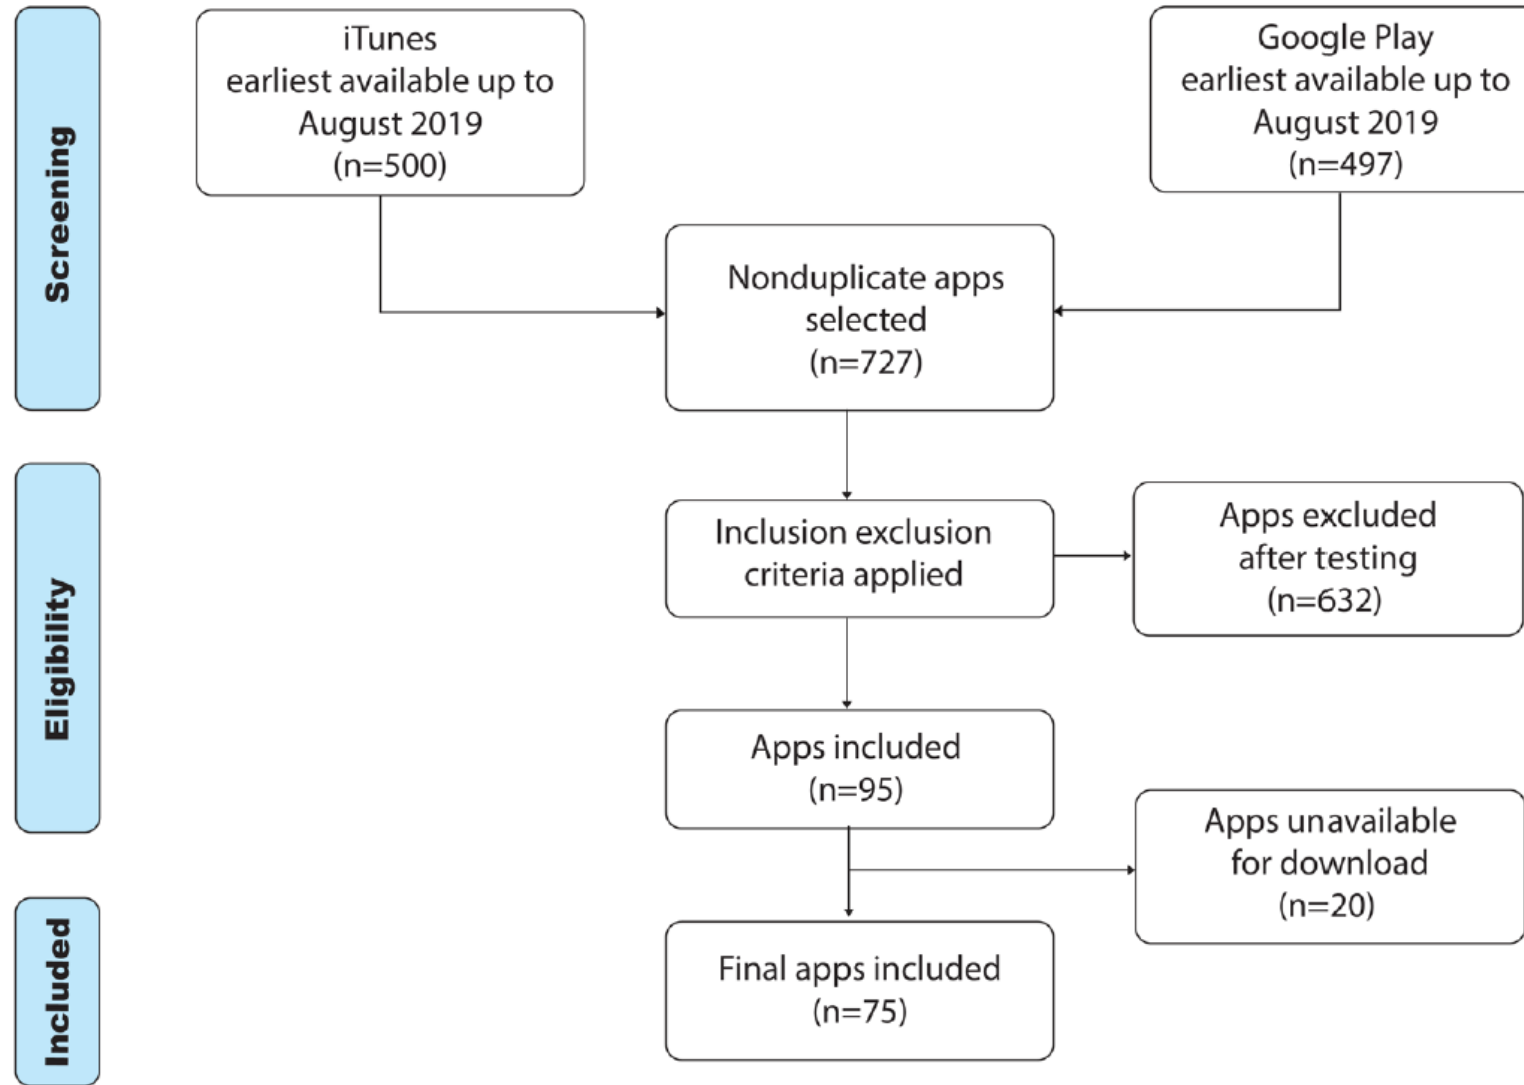 Screening
iTunes
earliest available up to
August 2019
(n=500)
Google Play
earliest available up to
August 2019
(n=497)
Nonduplicate apps
selected
(n=727)
Eligibility
Inclusion exclusion
criteria applied
Apps excluded
after testing
(n=632)
Apps included
(n=95)
Apps unavailable
for download
(n=20)
Included
Final apps included
(n=75)